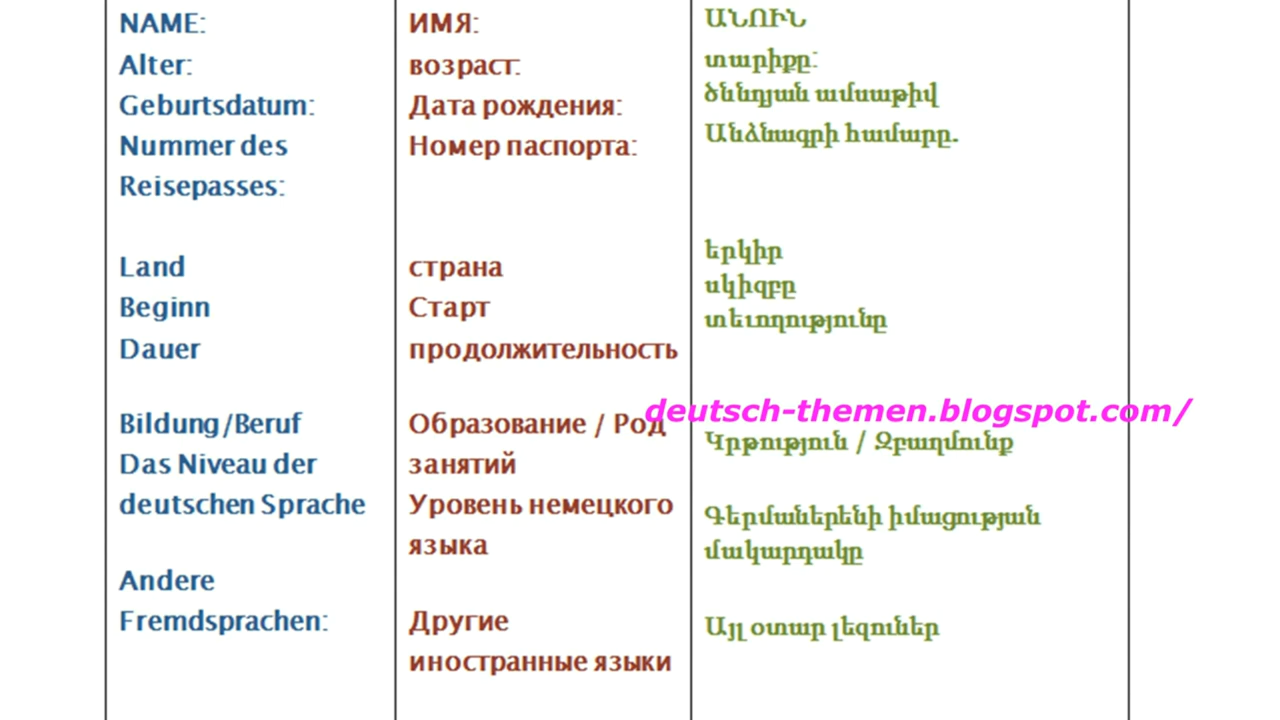 NAME:
Alter:
Geburtsdatum:
Nummer des
Reisepasses:
Land
Beginn
Dauer
Bildung/Beruf
Das Niveau der
deutschen Sprache
Andere
Fremdsprachen:
ИМЯ:
возраст:
Дата рождения:
Номер паспорта:
страна
Старт
продолжительность
Образование / Род
занятий
Уровень немецкого
языка
Другие
иностранные языки
ԱՆՈՒՆ
տարիքը:
ծննդյան ամսաթիվ
Անձնագրի համարը.
երկիր
սկիզբը
տեւողությունը
Կրթություն / Զբաղմունք
Գերմաներենի իմացության
մակարդակը
Այլ օտար լեզուներ
deutsch-themen.blogspot.com/